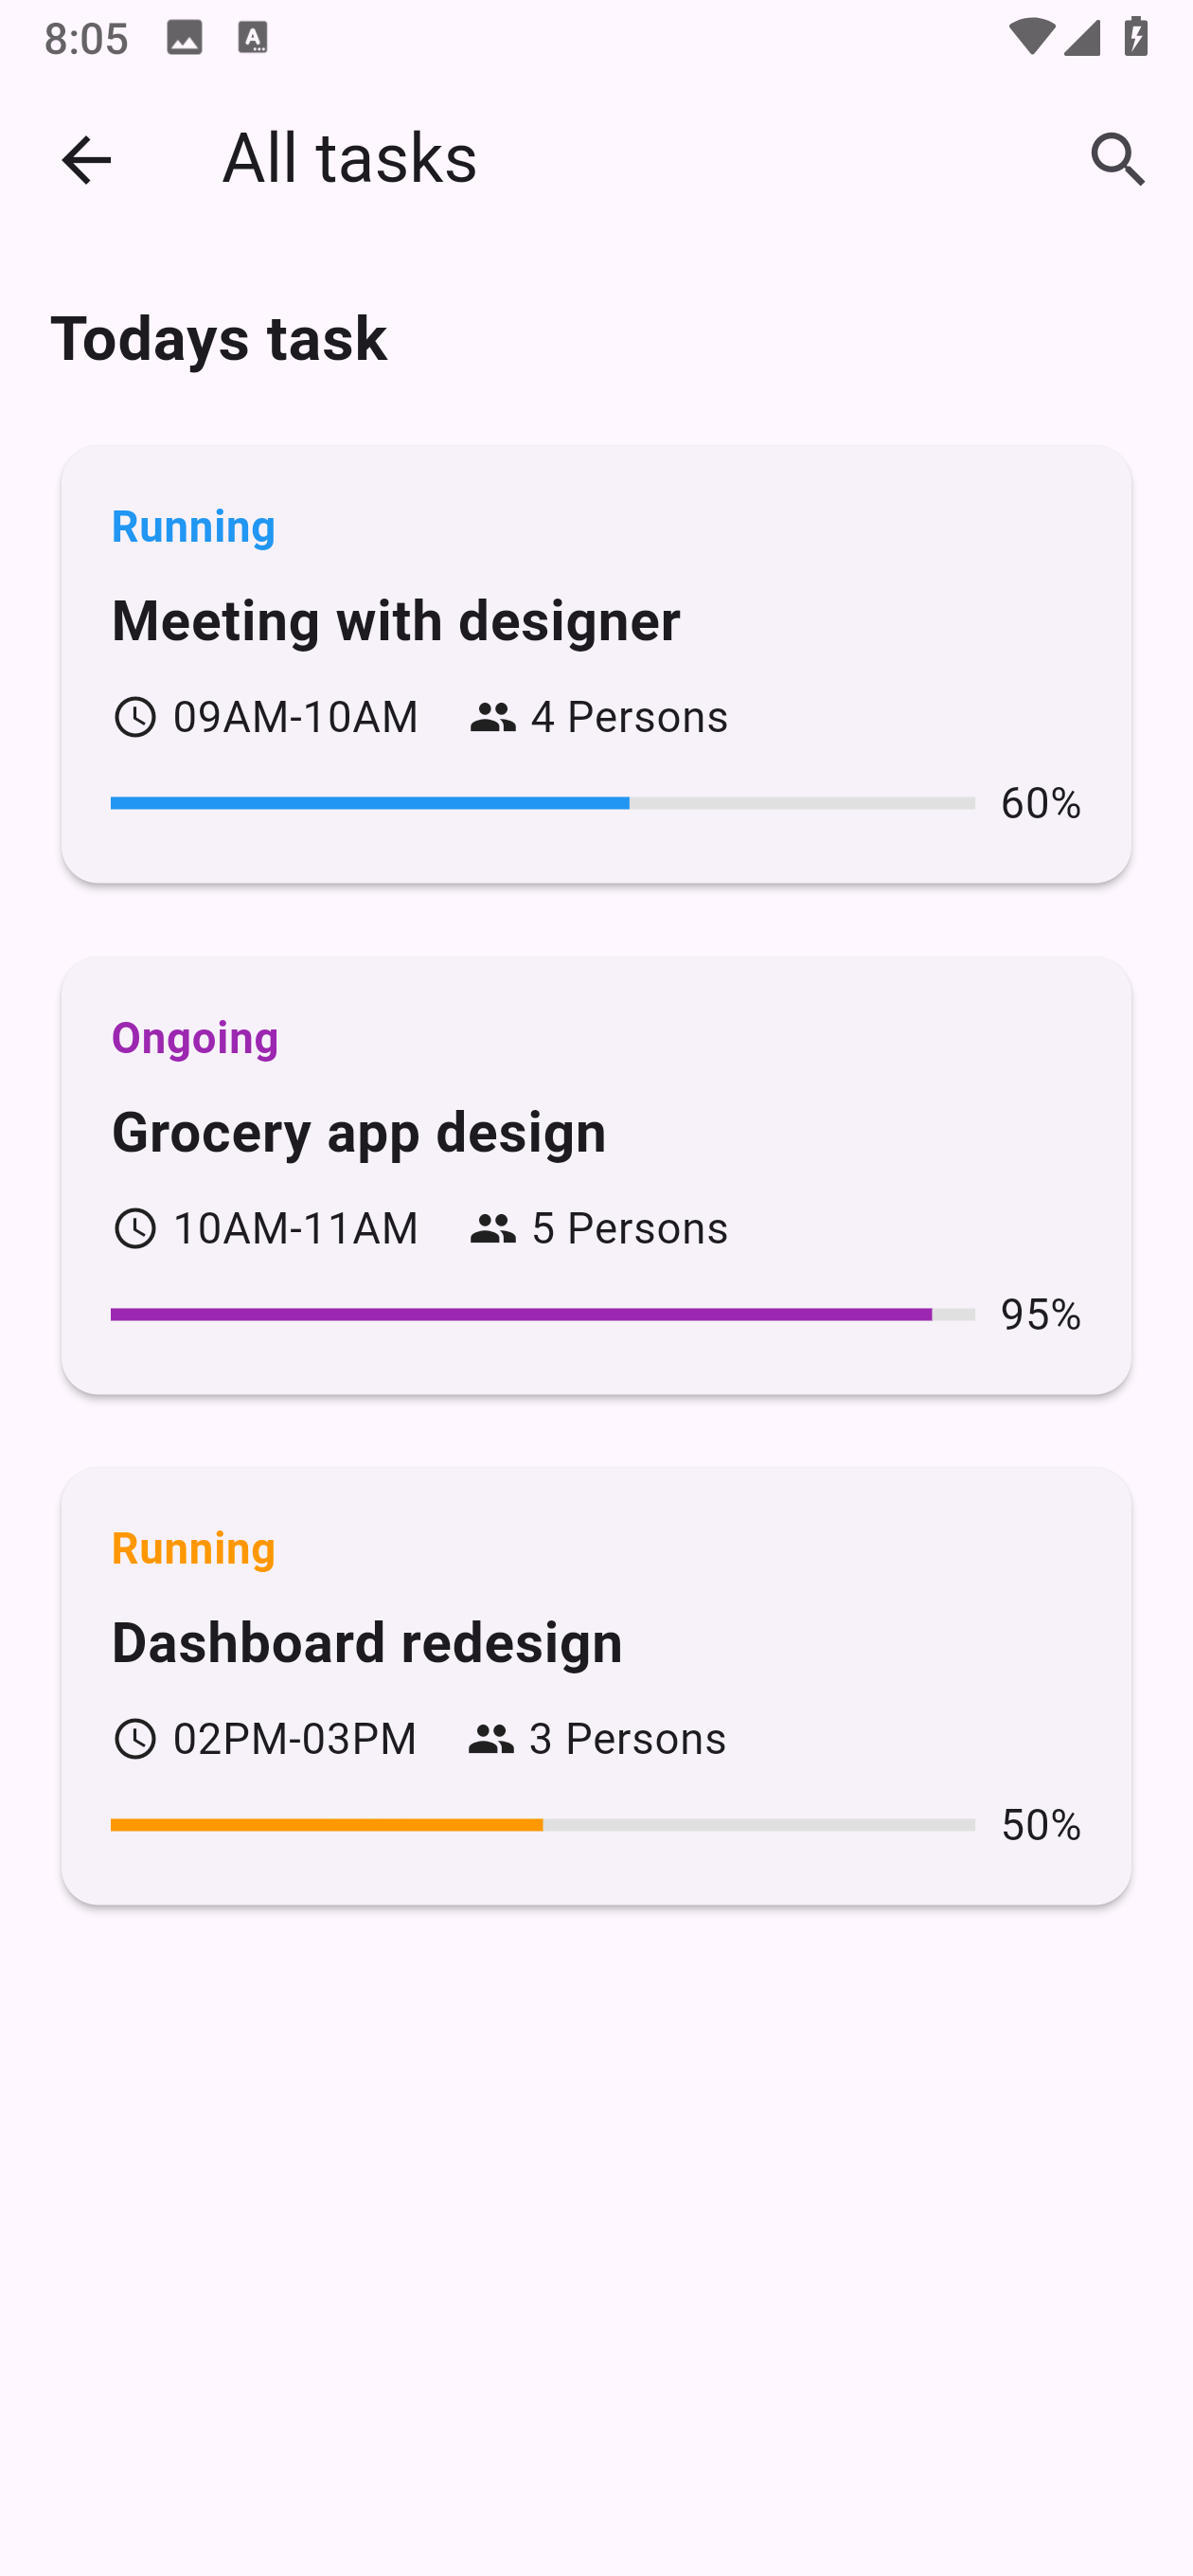 8:05
All tasks
Todays task
Running
Meeting with designer
09AM-10AM 4 Persons
60%
Ongoing
Grocery app design
10AM-11AM 5 Persons
95%
Running
Dashboard redesign
02PM-03PM 3 Persons
50%